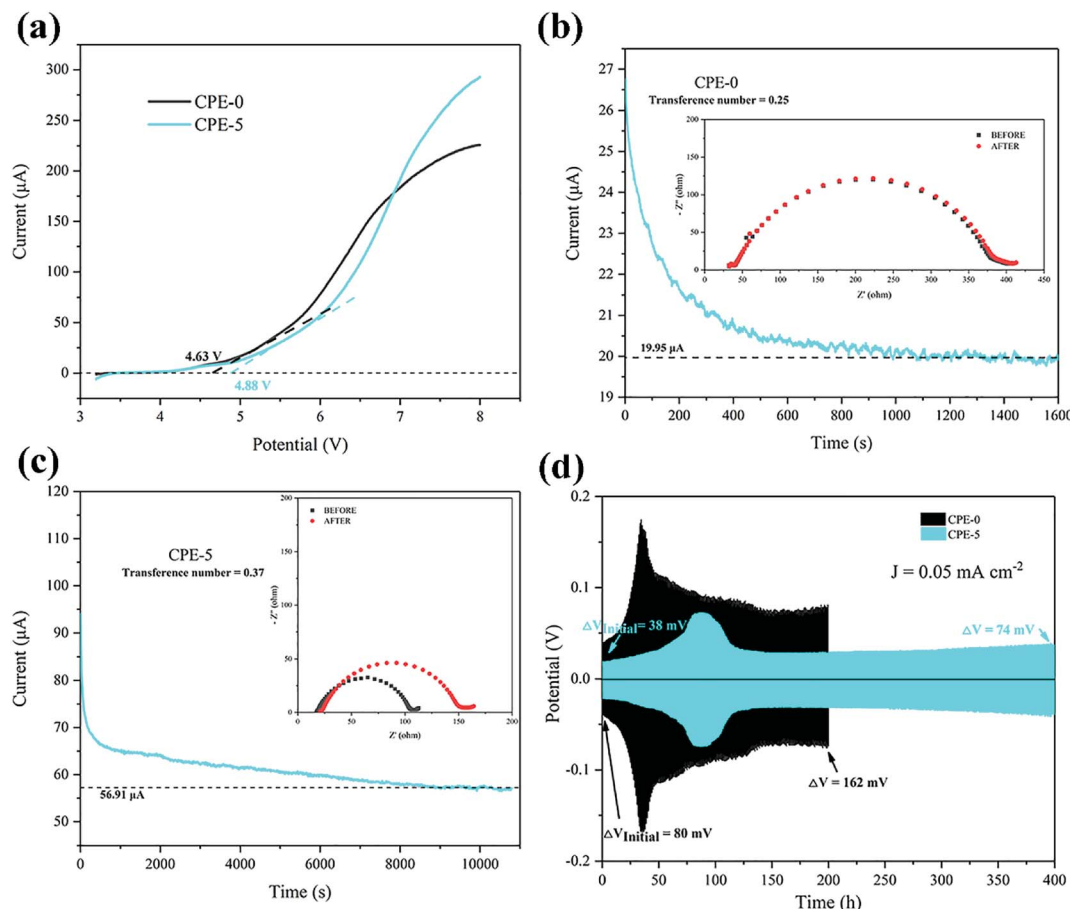 (a)
300
250
200
150
100
50
0
Current (μA)
CPE-0
CPE-5
4.63 V
4.88 V
3 4 5 6 7 8
Potential (V)
(b)
27
26
25
24
23
22
21
20
19
Current (μA)
CPE-0
Transference number = 0.25
200
150
100
50
0
- Z'' (ohm)
BEFORE
AFTER
0 50 100 150 200 250 300 350 400 450
Z' (ohm)
19.95 μA
0 200 400 600 800 1000 1200 1400 1600
Time (s)
(c)
120
110
100
90
80
70
60
50
Current (μA)
CPE-5
Transference number = 0.37
200
150
100
50
0
- Z'' (ohm)
BEFORE
AFTER
0 50 100 150 200
Z' (ohm)
56.91 μA
0 2000 4000 6000 8000 10000
Time (s)
(d)
0.2
0.1
0.0
-0.1
-0.2
Potential (V)
CPE-0
CPE-5
J = 0.05 mA cm⁻²
△VInitial = 38 mV
△V = 74 mV
△V = 162 mV
△VInitial = 80 mV
0 50 100 150 200 250 300 350 400
Time (h)